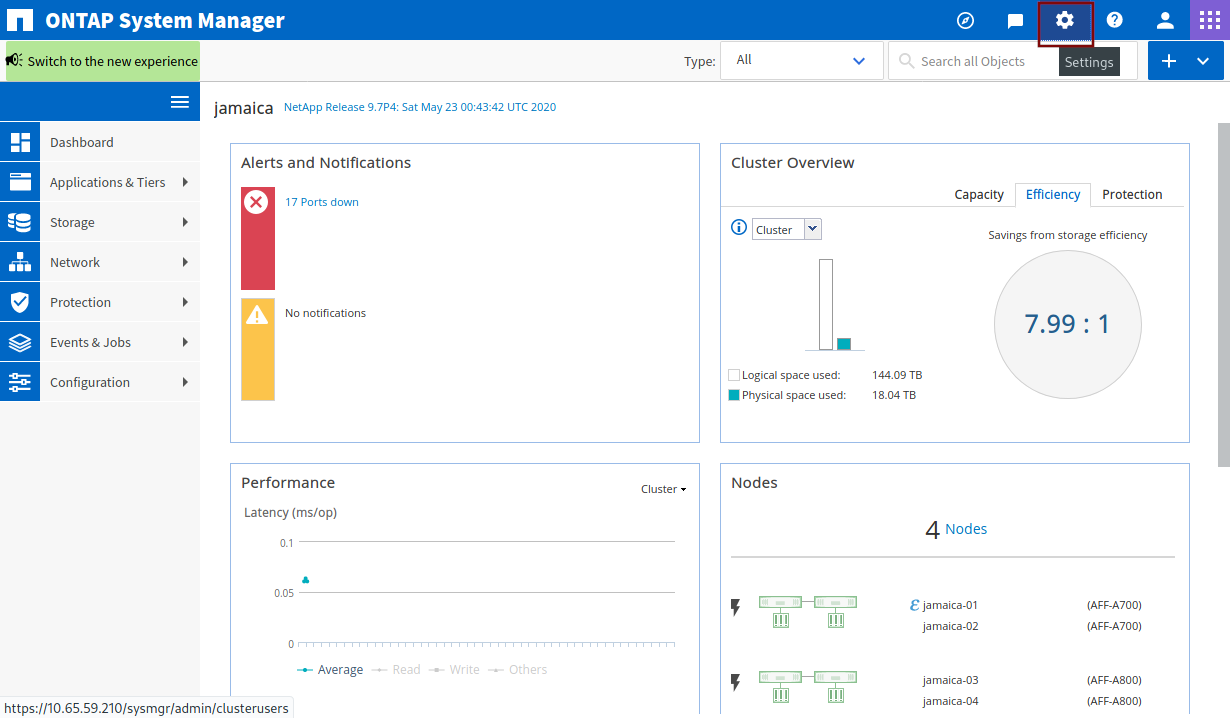 ONTAP System Manager
Switch to the new experience
Type:
All
Search all Objects
Settings
jamaica NetApp Release 9.7P4: Sat May 23 00:43:42 UTC 2020
Dashboard
Applications & Tiers
Storage
Network
Protection
Events & Jobs
Configuration
Alerts and Notifications
17 Ports down
No notifications
Cluster Overview
Capacity Efficiency Protection
Cluster
Savings from storage efficiency
7.99 : 1
Logical space used: 144.09 TB
Physical space used: 18.04 TB
Performance
Cluster
Latency (ms/op)
0.1
0.05
0
Average Read Write Others
Nodes
4 Nodes
jamaica-01 (AFF-A700)
jamaica-02 (AFF-A700)
jamaica-03 (AFF-A800)
jamaica-04 (AFF-A800)
https://10.65.59.210/sysmgr/admin/clusterusers